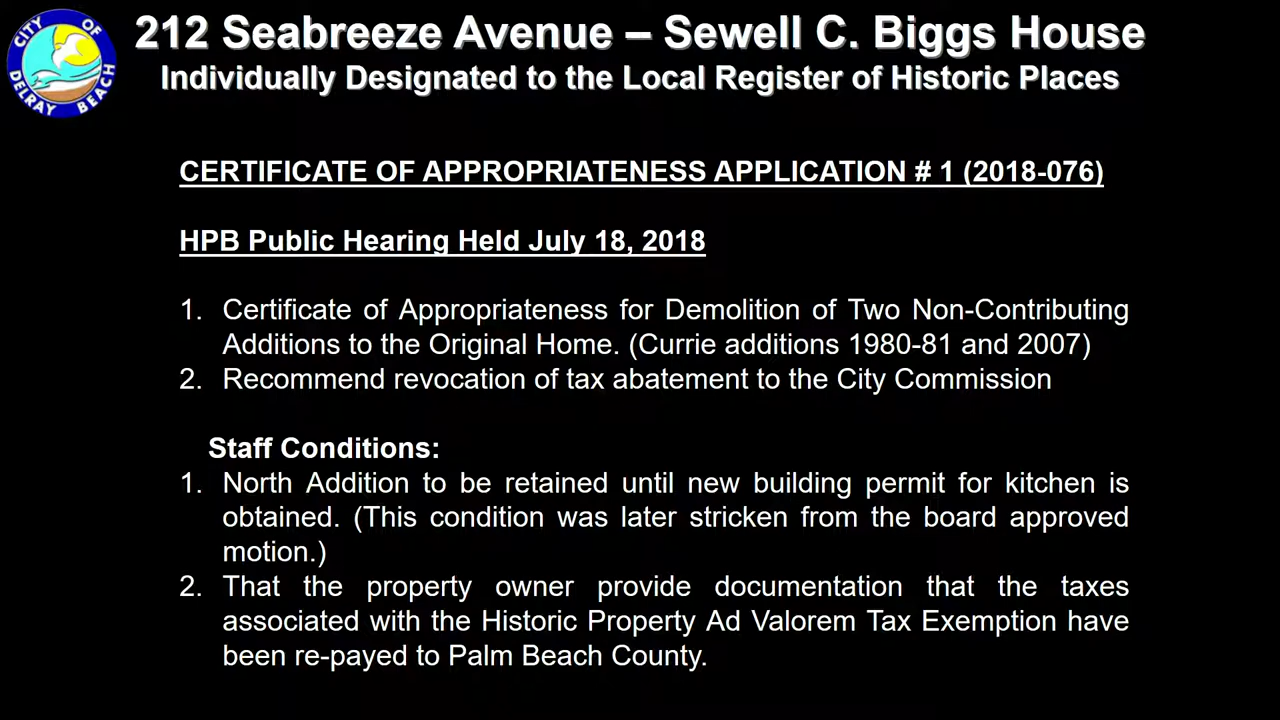 CITY OF
DELRAY BEACH
212 Seabreeze Avenue – Sewell C. Biggs House
Individually Designated to the Local Register of Historic Places
CERTIFICATE OF APPROPRIATENESS APPLICATION # 1 (2018-076)
HPB Public Hearing Held July 18, 2018
1. Certificate of Appropriateness for Demolition of Two Non-Contributing
Additions to the Original Home. (Currie additions 1980-81 and 2007)
2. Recommend revocation of tax abatement to the City Commission
Staff Conditions:
1. North Addition to be retained until new building permit for kitchen is
obtained. (This condition was later stricken from the board approved
motion.)
2. That the property owner provide documentation that the taxes
associated with the Historic Property Ad Valorem Tax Exemption have
been re-payed to Palm Beach County.